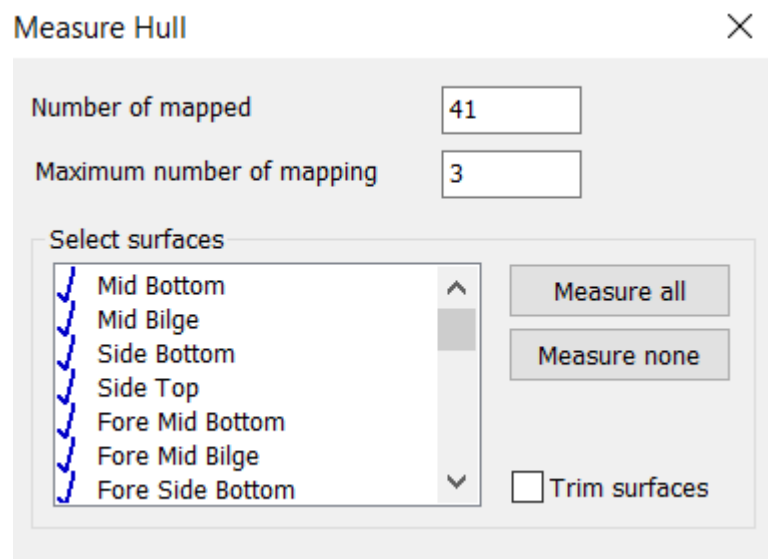 Measure Hull
Number of mapped
41
Maximum number of mapping
3
Select surfaces
Mid Bottom
Mid Bilge
Side Bottom
Side Top
Fore Mid Bottom
Fore Mid Bilge
Fore Side Bottom
Measure all
Measure none
Trim surfaces